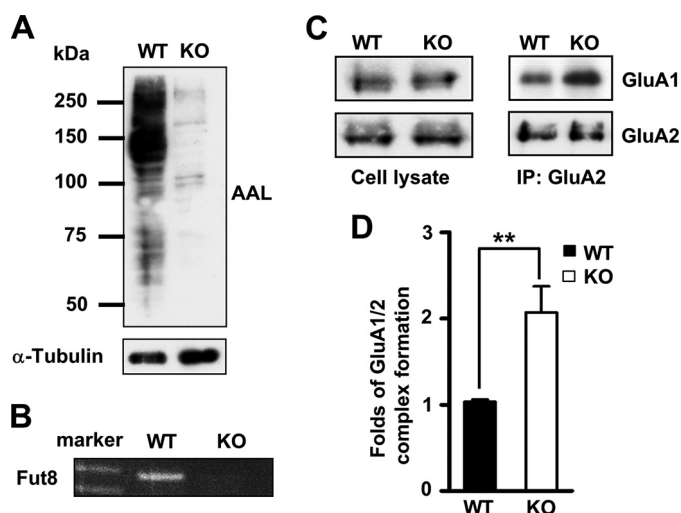 A
kDa
WT KO
250
150
100
75
50
AAL
α-Tubulin
B
marker WT KO
Fut8
C
WT KO WT KO
GluA1
GluA2
Cell lysate IP: GluA2
D
Folds of GluA1/2
complex formation
3
2
1
0
**
WT
KO
WT KO